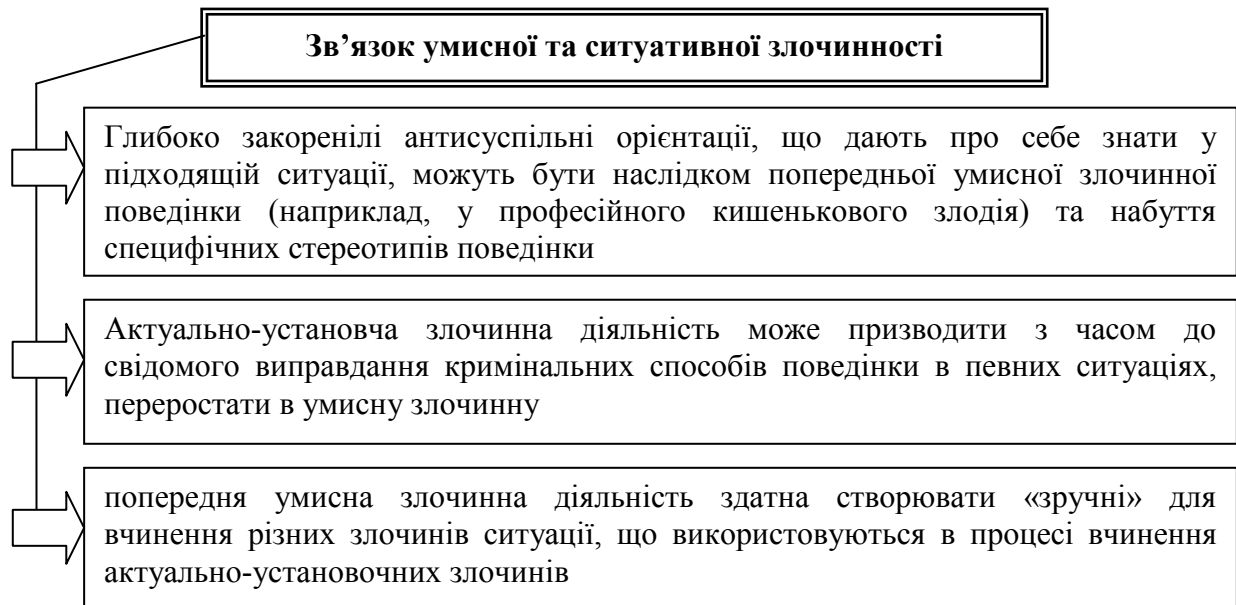 Зв’язок умисної та ситуативної злочинності
Глибоко закоренілі антисуспільні орієнтації, що дають про себе знати у
підходящій ситуації, можуть бути наслідком попередньої умисної злочинної
поведінки (наприклад, у професійного кишенькового злодія) та набуття
специфічних стереотипів поведінки
Актуально-установча злочинна діяльність може призводити з часом до
свідомого виправдання кримінальних способів поведінки в певних ситуаціях,
переростати в умисну злочинну
попередня умисна злочинна діяльність здатна створювати «зручні» для
вчинення різних злочинів ситуації, що використовуються в процесі вчинення
актуально-установочних злочинів